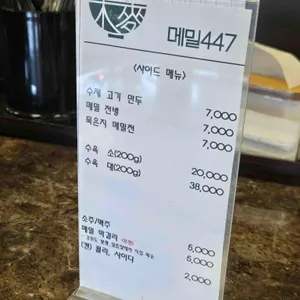 메밀447
<사이드 메뉴>
수제 고기 만두 7,000
메밀 전병 7,000
묵은지 메밀전 7,000
수육 소(200g) 20,000
수육 대(200g) 38,000
소주/맥주 5,000
메밀 막걸리 5,000
(캔) 콜라, 사이다 2,000